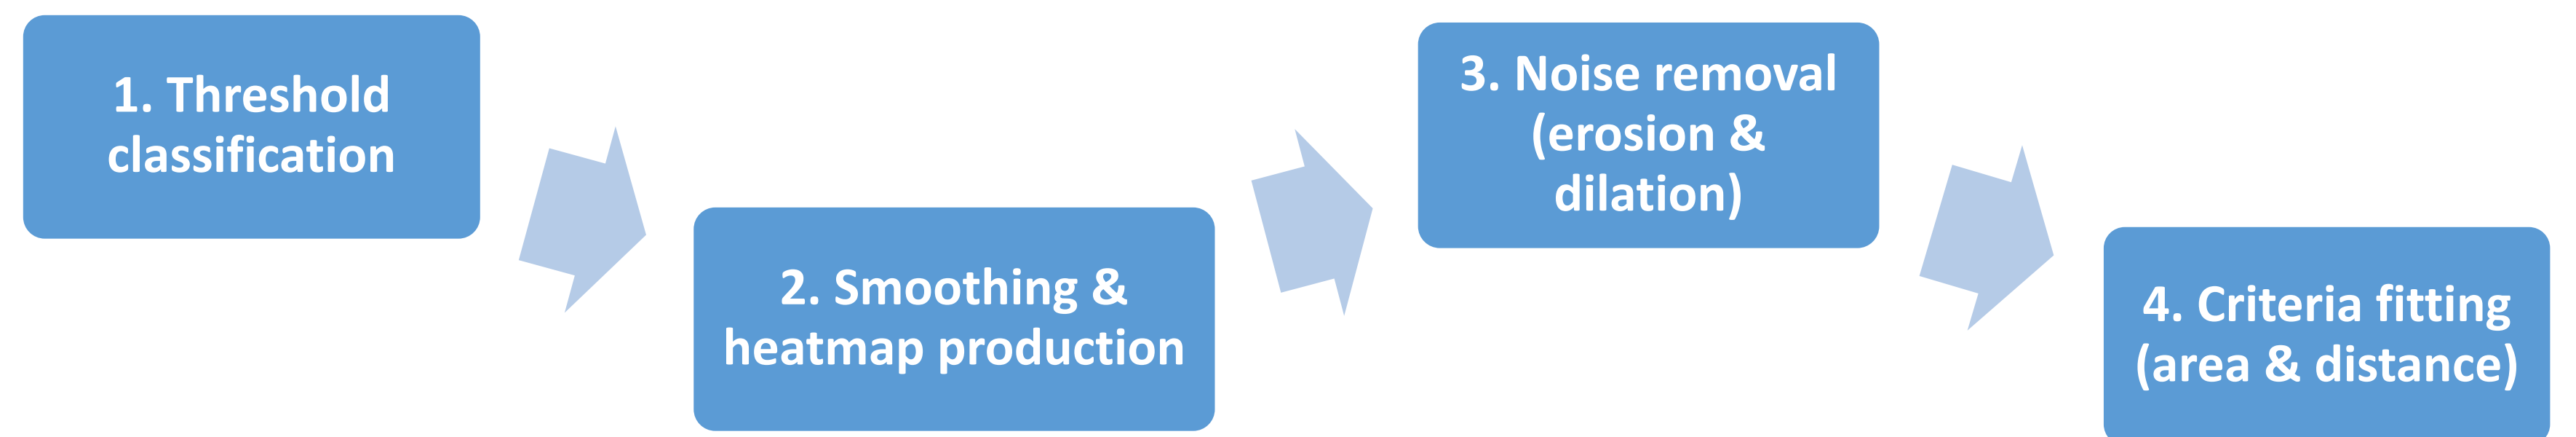 1. Threshold
classification
2. Smoothing &
heatmap production
3. Noise removal
(erosion &
dilation)
4. Criteria fitting
(area & distance)